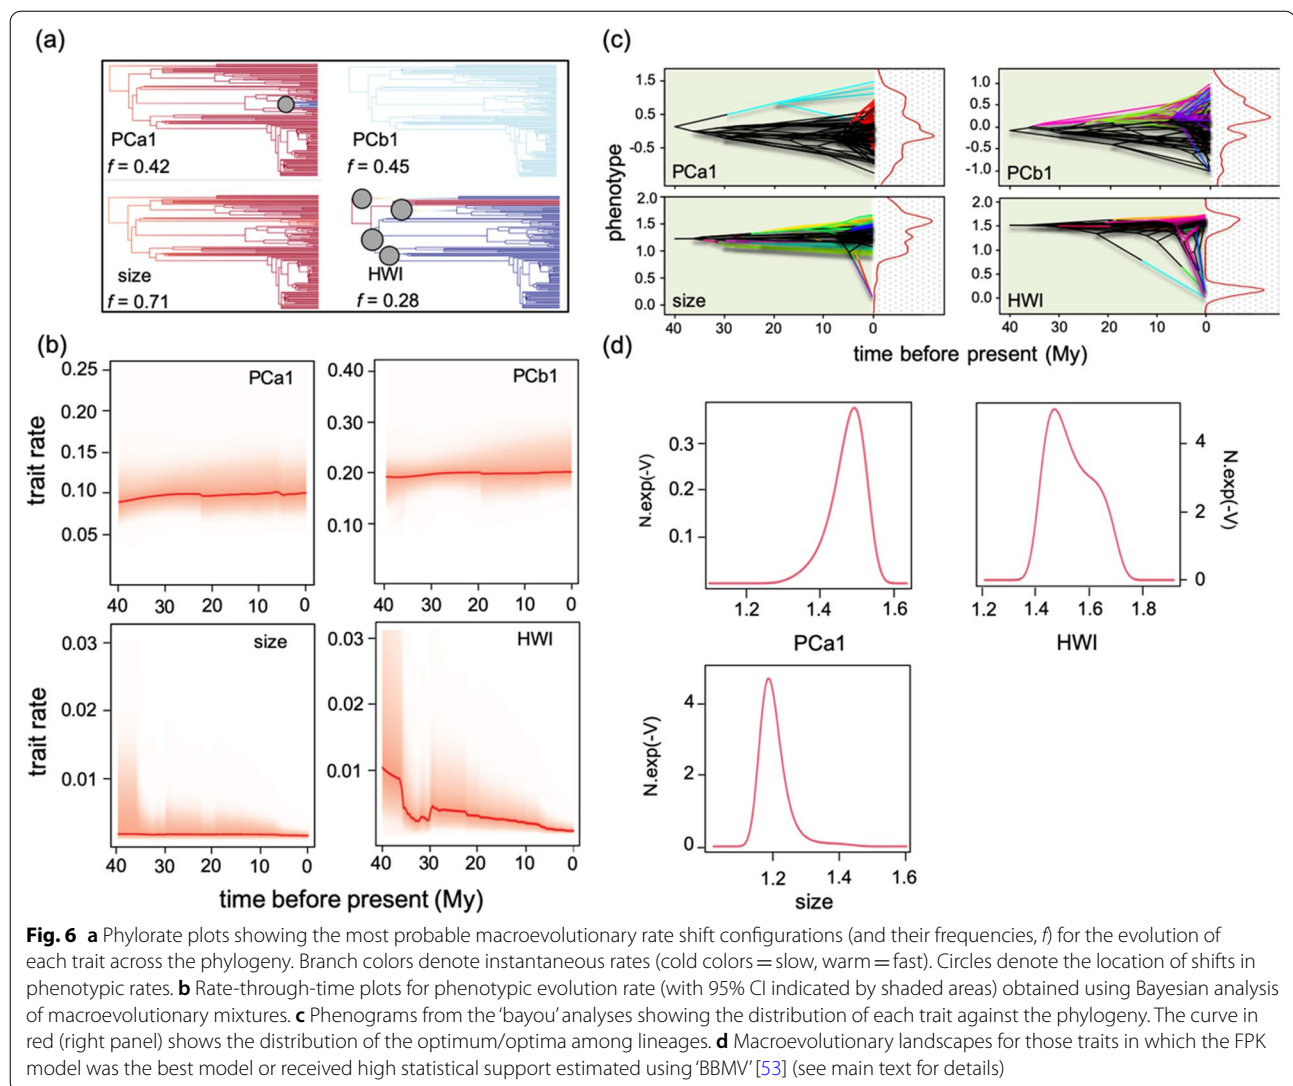 (a)
PCa1
f = 0.42
PCb1
f = 0.45
size
f = 0.71
HWI
f = 0.28
(c)
phenotype
1.5
0.5
-0.5
PCa1
1.0
0.5
0.0
-0.5
-1.0
PCb1
2.0
1.5
1.0
0.5
0.0
size
40 30 20 10 0
2.0
1.5
1.0
0.5
0.0
HWI
40 30 20 10 0
time before present (My)
(b)
trait rate
0.25
0.20
0.15
0.10
0.05
PCa1
40 30 20 10 0
0.40
0.30
0.20
0.10
PCb1
40 30 20 10 0
trait rate
0.03
0.02
0.01
size
40 30 20 10 0
0.03
0.02
0.01
HWI
40 30 20 10 0
time before present (My)
(d)
N.exp(-V)
0.3
0.2
0.1
1.2 1.4 1.6
PCa1
4
2
0
N.exp(-V)
1.2 1.4 1.6 1.8
HWI
N.exp(-V)
4
2
0
1.2 1.4 1.6
size
Fig. 6 a Phylorate plots showing the most probable macroevolutionary rate shift configurations (and their frequencies, f) for the evolution of
each trait across the phylogeny. Branch colors denote instantaneous rates (cold colors = slow, warm = fast). Circles denote the location of shifts in
phenotypic rates. b Rate-through-time plots for phenotypic evolution rate (with 95% CI indicated by shaded areas) obtained using Bayesian analysis
of macroevolutionary mixtures. c Phenograms from the 'bayou' analyses showing the distribution of each trait against the phylogeny. The curve in
red (right panel) shows the distribution of the optimum/optima among lineages. d Macroevolutionary landscapes for those traits in which the FPK
model was the best model or received high statistical support estimated using 'BBMV' [53] (see main text for details)